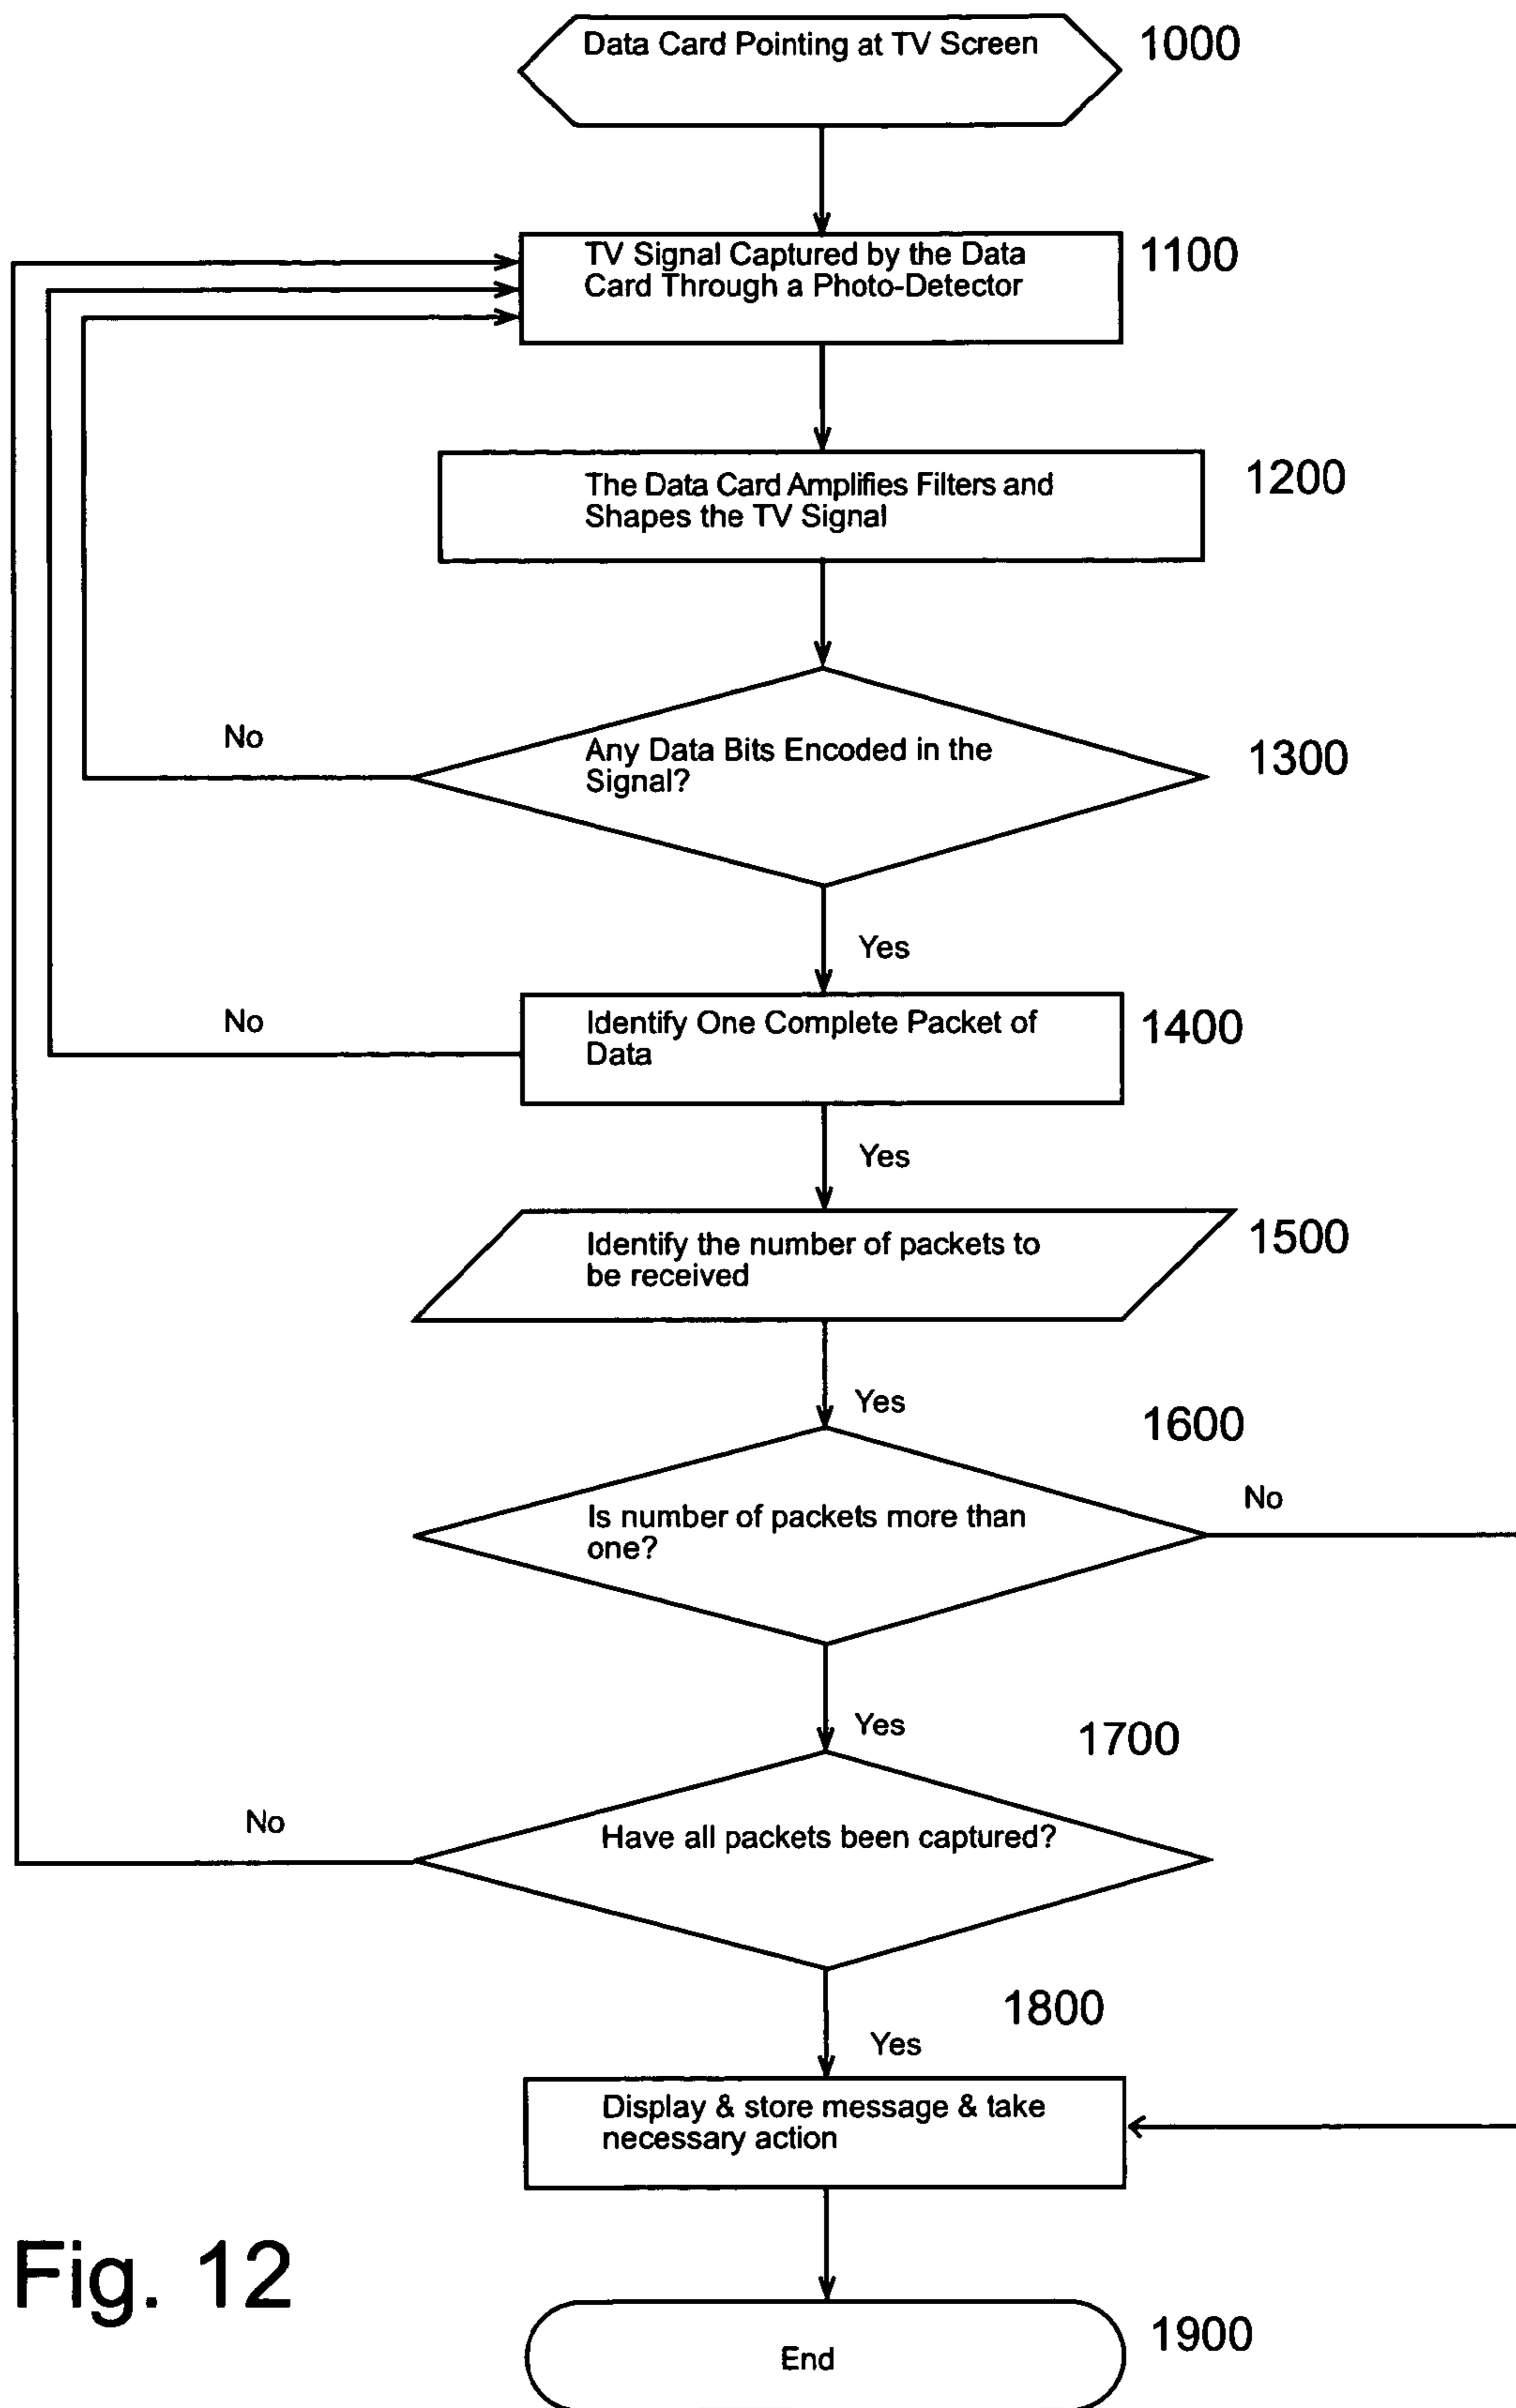 Data Card Pointing at TV Screen
1000
TV Signal Captured by the Data
Card Through a Photo-Detector
1100
The Data Card Amplifies Filters and
Shapes the TV Signal
1200
No
Any Data Bits Encoded in the
Signal?
1300
Yes
No
Identify One Complete Packet of
Data
1400
Yes
Identify the number of packets to
be received
1500
Yes
1600
Is number of packets more than
one?
No
Yes
1700
No
Have all packets been captured?
1800
Yes
Display & store message & take
necessary action
Fig. 12
End
1900